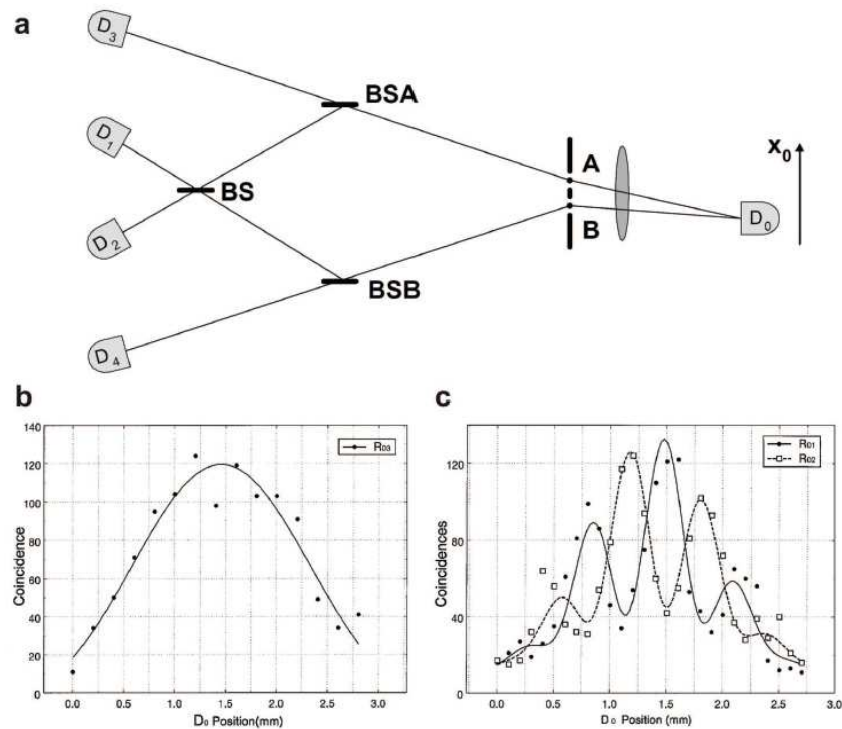 a
D3
BSA
D1
A
X0
BS
D0
D2
B
BSB
D4
b
c
140
120
100
80
60
40
20
0
Coincidence
RD3
0.0 0.5 1.0 1.5 2.0 2.5 3.0
D0 Position(mm)
120
80
40
0
Coincidences
RD1
RD2
0.0 0.5 1.0 1.5 2.0 2.5 3.0
D0 Position (mm)